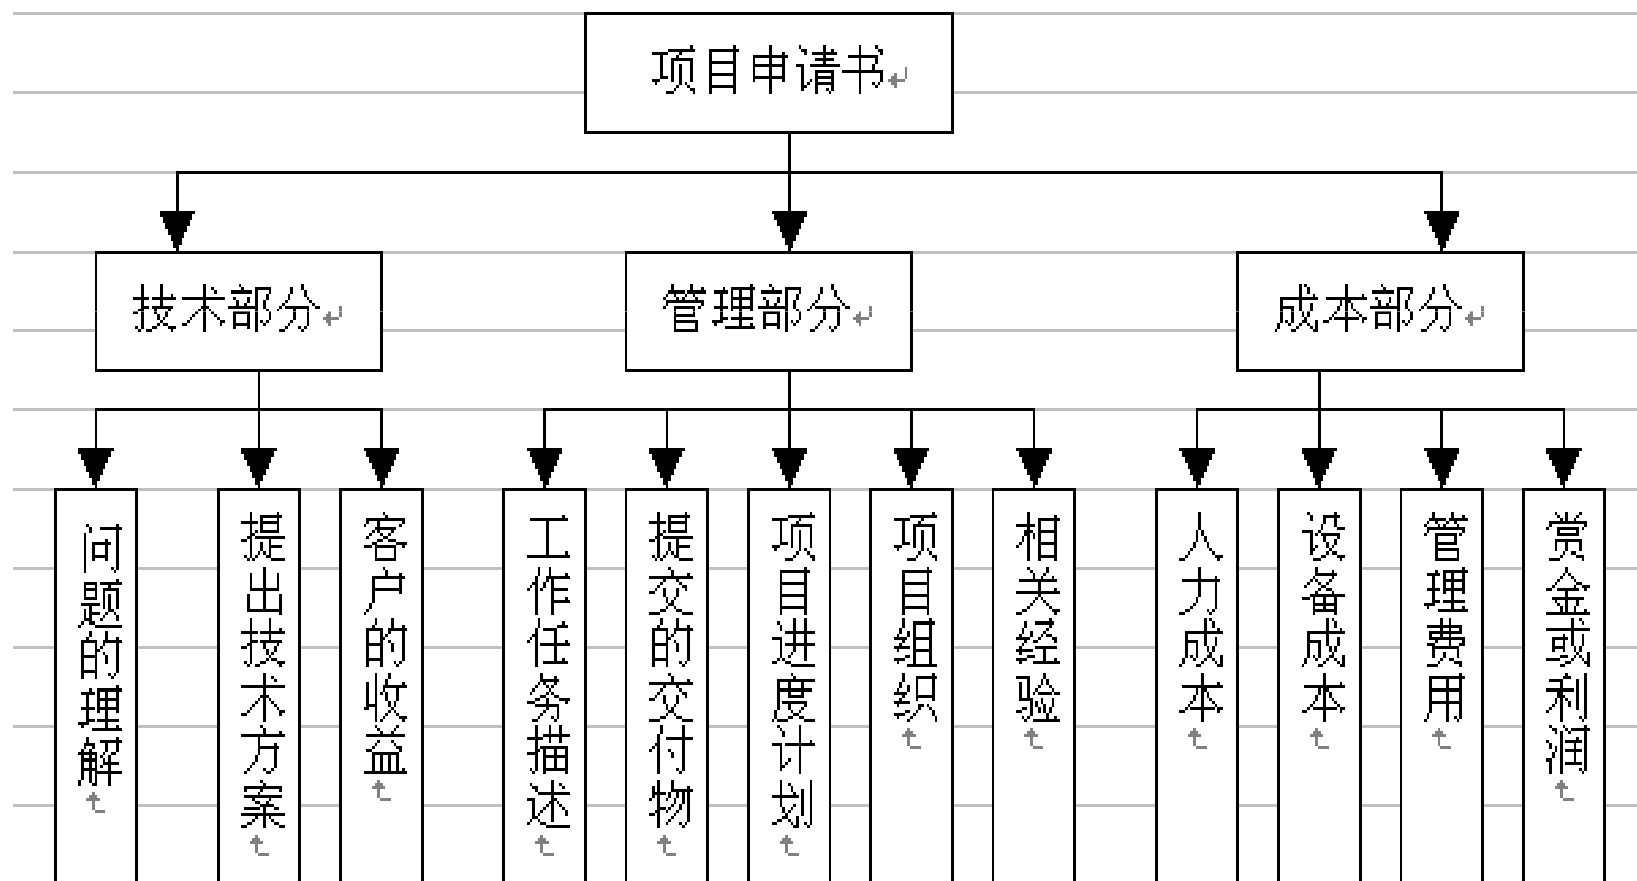 项目申请书
技术部分
管理部分
成本部分
问题的理解
提出技术方案
客户的收益
工作任务描述
提交的交付物
项目进度计划
项目组织
相关经验
人力成本
设备成本
管理费用
赏金或利润